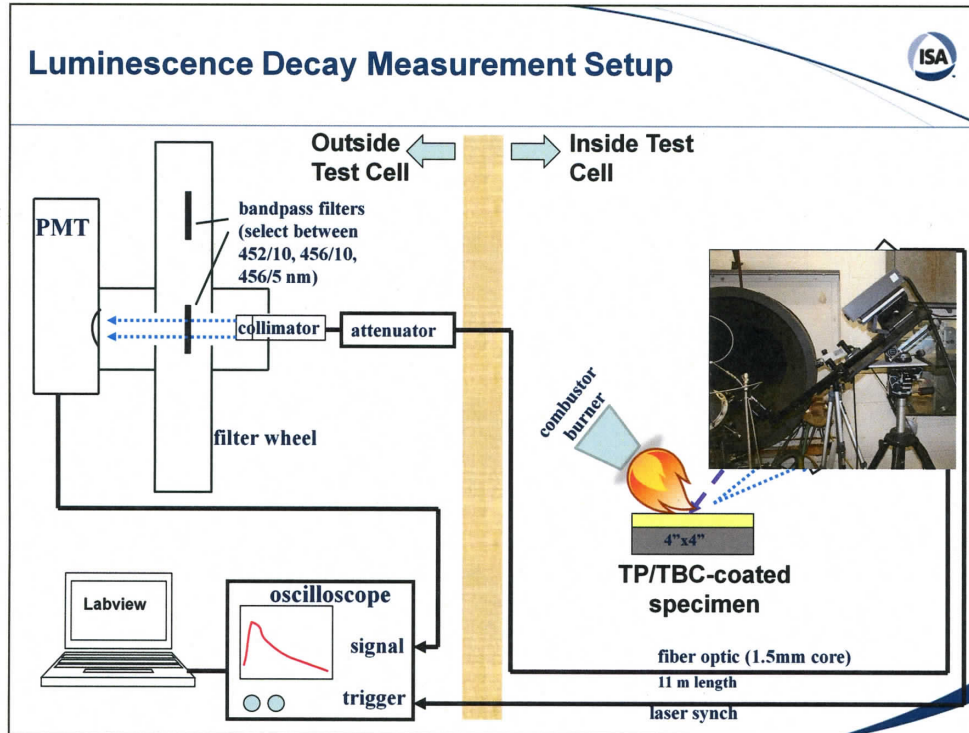 Luminescence Decay Measurement Setup
ISA
Outside
Test Cell
Inside Test
Cell
PMT
bandpass filters
(select between
452/10, 456/10,
456/5 nm)
collimator
attenuator
filter wheel
combustor
burner
4”x4”
TP/TBC-coated
specimen
Labview
oscilloscope
signal
trigger
fiber optic (1.5mm core)
11 m length
laser synch